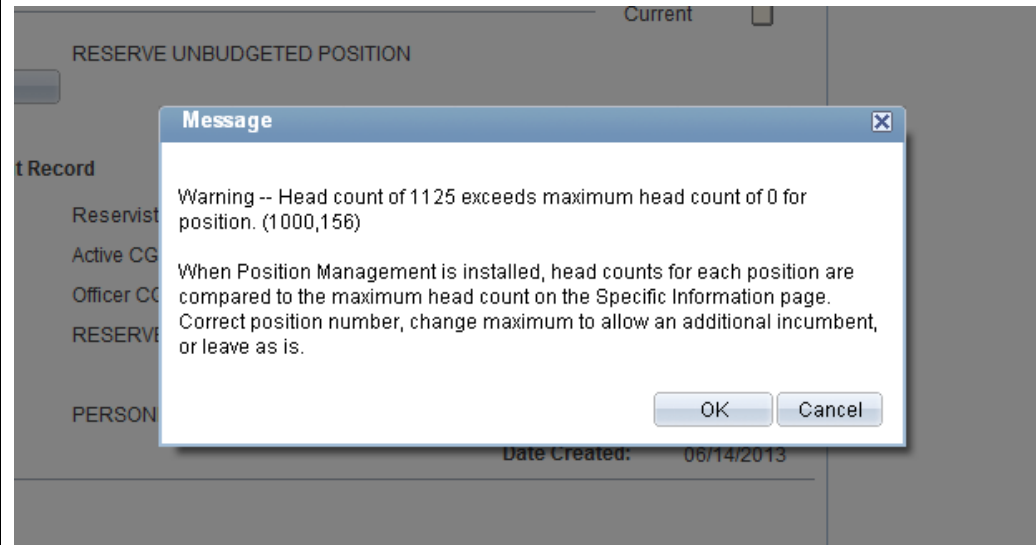 Current
RESERVE UNBUDGETED POSITION
Message
t Record
Warning -- Head count of 1125 exceeds maximum head count of 0 for
position. (1000,156)
Reservist
Active CG
When Position Management is installed, head counts for each position are
Officer CG
compared to the maximum head count on the Specific Information page.
Correct position number, change maximum to allow an additional incumbent,
RESERVE
or leave as is.
PERSON
OK Cancel
Date Created: 06/14/2013